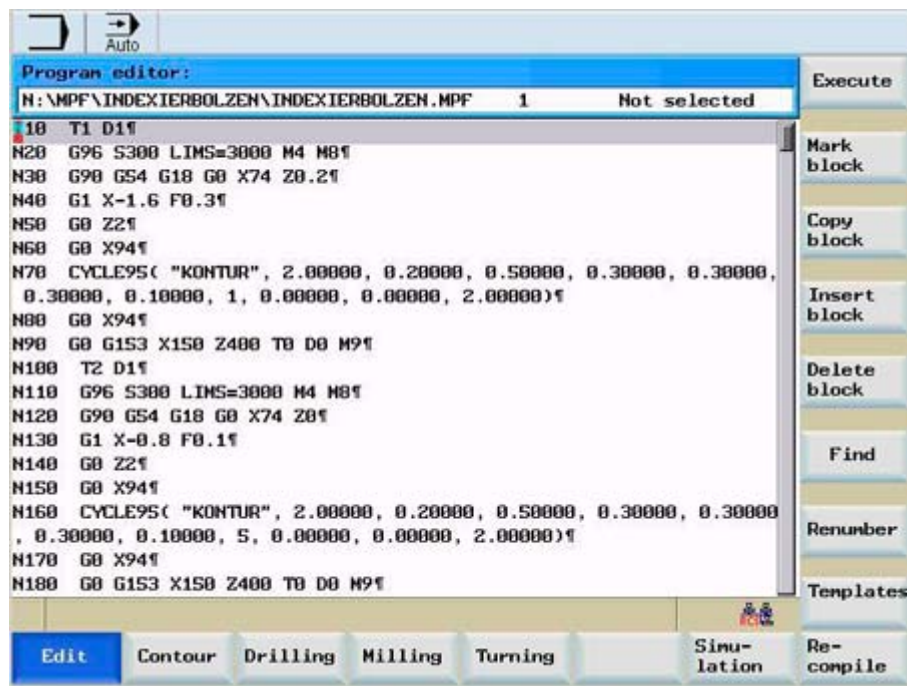 Auto
Program editor:
N:\MPF\INDEXIERBOLZEN\INDEXIERBOLZEN.MPF 1 Not selected
10 T1 D1¶
N20 G96 S300 LIMS=3000 M4 M8¶
N30 G90 G54 G18 G0 X74 Z0.2¶
N40 G1 X-1.6 F0.3¶
N50 G0 Z2¶
N60 G0 X94¶
N70 CYCLE95( "KONTUR", 2.00000, 0.20000, 0.50000, 0.30000, 0.30000,
0.30000, 0.10000, 1, 0.00000, 0.00000, 2.00000)¶
N80 G0 X94¶
N90 G0 G153 X150 Z400 T0 D0 M9¶
N100 T2 D1¶
N110 G96 S300 LIMS=3000 M4 M8¶
N120 G90 G54 G18 G0 X74 Z0¶
N130 G1 X-0.8 F0.1¶
N140 G0 Z2¶
N150 G0 X94¶
N160 CYCLE95( "KONTUR", 2.00000, 0.20000, 0.50000, 0.30000, 0.30000
, 0.30000, 0.10000, 5, 0.00000, 0.00000, 2.00000)¶
N170 G0 X94¶
N180 G0 G153 X150 Z400 T0 D0 M9¶
Execute
Mark
block
Copy
block
Insert
block
Delete
block
Find
Renumber
Templates
Edit
Contour
Drilling
Milling
Turning
Simu-
lation
Re-
compile